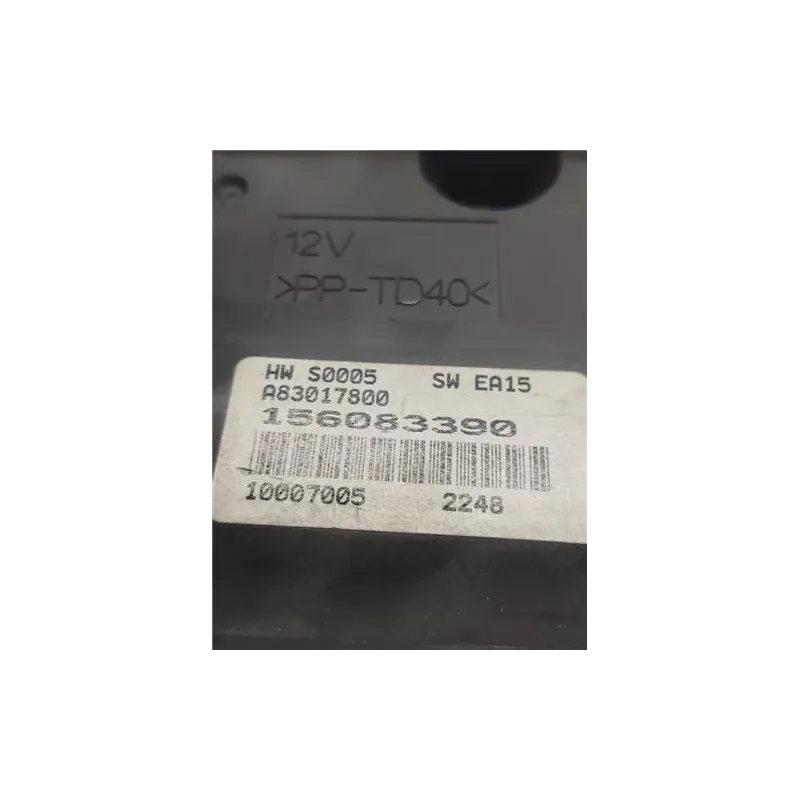 12V
>PP-TD40<
HW S0005 SW EA15
A83017800
156083390
10007005 2248